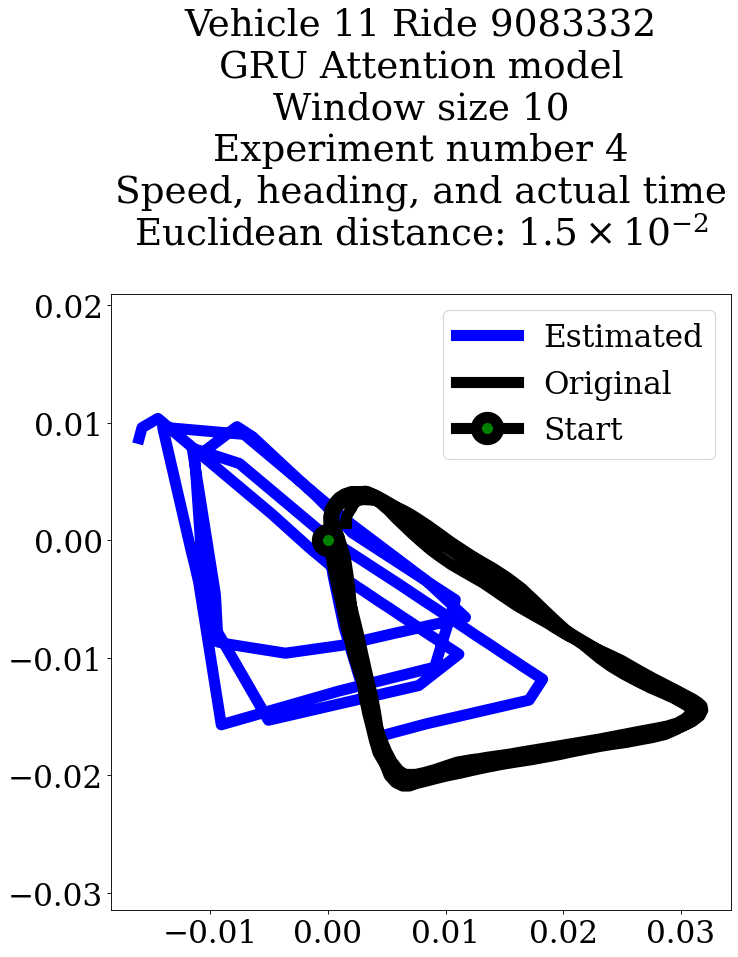 Vehicle 11 Ride 9083332
GRU Attention model
Window size 10
Experiment number 4
Speed, heading, and actual time
Euclidean distance: 1.5 × 10⁻²
Estimated
Original
Start
0.02
0.01
0.00
−0.01
−0.02
−0.03
−0.01 0.00 0.01 0.02 0.03